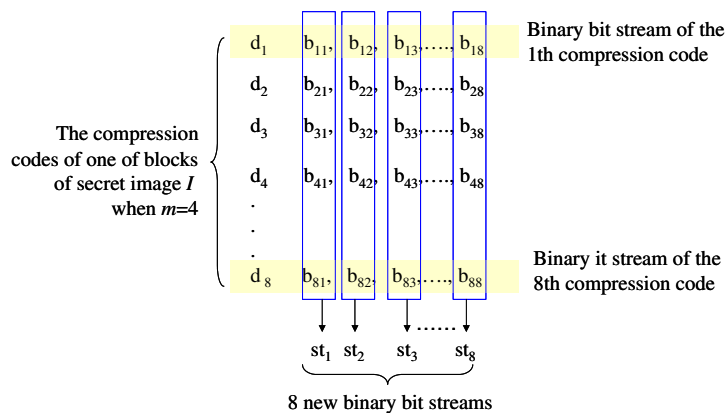 d₁ b₁₁, b₁₂, b₁₃,...., b₁₈
Binary bit stream of the
1th compression code
d₂ b₂₁, b₂₂, b₂₃,...., b₂₈
d₃ b₃₁, b₃₂, b₃₃,...., b₃₈
d₄ b₄₁, b₄₂, b₄₃,...., b₄₈
The compression
codes of one of blocks
of secret image I
when m=4
.
.
.
d₈ b₈₁, b₈₂, b₈₃,...., b₈₈
Binary it stream of the
8th compression code
......
st₁ st₂ st₃ st₈
8 new binary bit streams